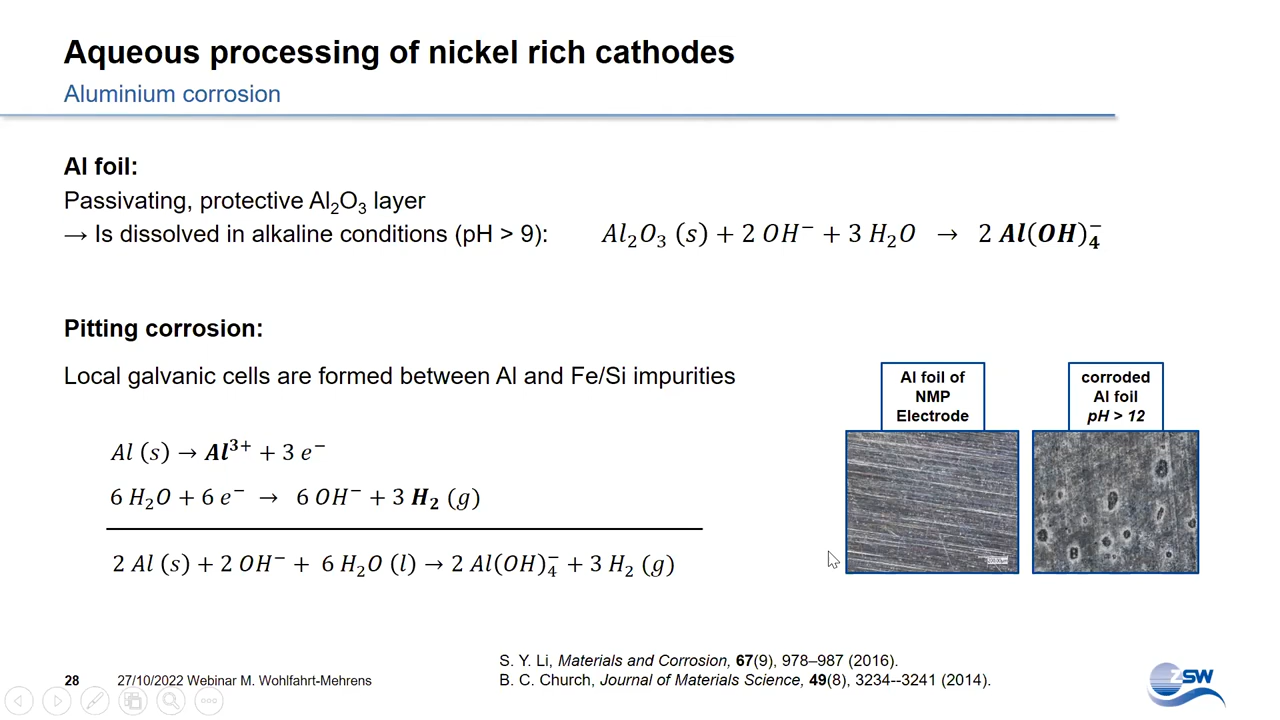 Aqueous processing of nickel rich cathodes
Aluminium corrosion
Al foil:
Passivating, protective Al₂O₃ layer
→ Is dissolved in alkaline conditions (pH > 9): Al₂O₃ (s) + 2 OH⁻ + 3 H₂O → 2 Al(OH)₄⁻
Pitting corrosion:
Local galvanic cells are formed between Al and Fe/Si impurities
Al (s) → Al³⁺ + 3 e⁻
6 H₂O + 6 e⁻ → 6 OH⁻ + 3 H₂ (g)
2 Al (s) + 2 OH⁻ + 6 H₂O (l) → 2 Al(OH)₄⁻ + 3 H₂ (g)
Al foil of
NMP
Electrode
corroded
Al foil
pH > 12
S. Y. Li, Materials and Corrosion, 67(9), 978–987 (2016).
B. C. Church, Journal of Materials Science, 49(8), 3234--3241 (2014).
28 27/10/2022 Webinar M. Wohlfahrt-Mehrens
ZSW